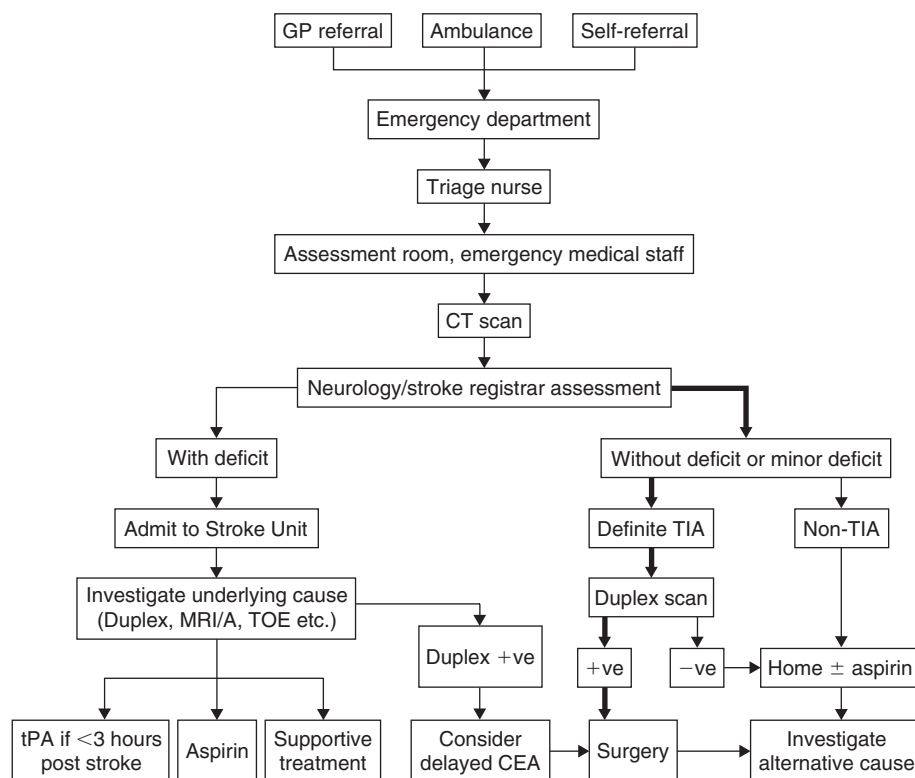 GP referral
Ambulance
Self-referral
Emergency department
Triage nurse
Assessment room, emergency medical staff
CT scan
Neurology/stroke registrar assessment
With deficit
Without deficit or minor deficit
Admit to Stroke Unit
Definite TIA
Non-TIA
Investigate underlying cause
(Duplex, MRI/A, TOE etc.)
Duplex scan
Duplex +ve
+ve
−ve
Home ± aspirin
tPA if <3 hours
post stroke
Aspirin
Supportive
treatment
Consider
delayed CEA
Surgery
Investigate
alternative cause